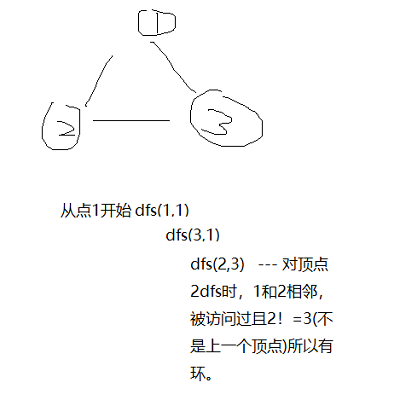 1
2
3
从点1开始 dfs(1,1)
dfs(3,1)
dfs(2,3) --- 对顶点
2dfs时，1和2相邻，
被访问过且2！=3(不
是上一个顶点)所以有
环。